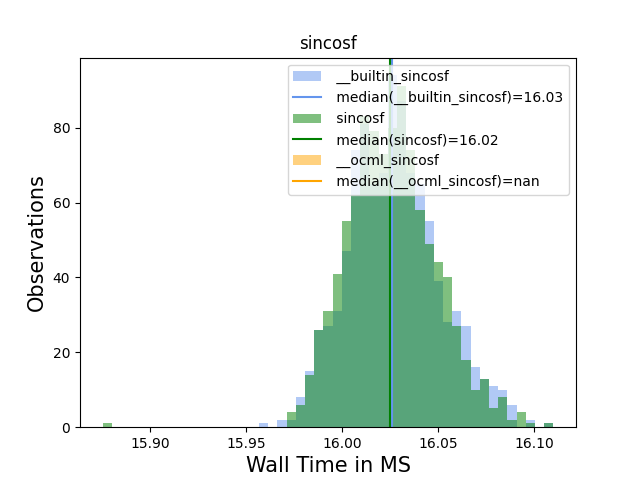 sincosf
__builtin_sincosf
median(__builtin_sincosf)=16.03
sincosf
median(sincosf)=16.02
__ocml_sincosf
median(__ocml_sincosf)=nan
Observations
80
60
40
20
0
15.90 15.95 16.00 16.05 16.10
Wall Time in MS